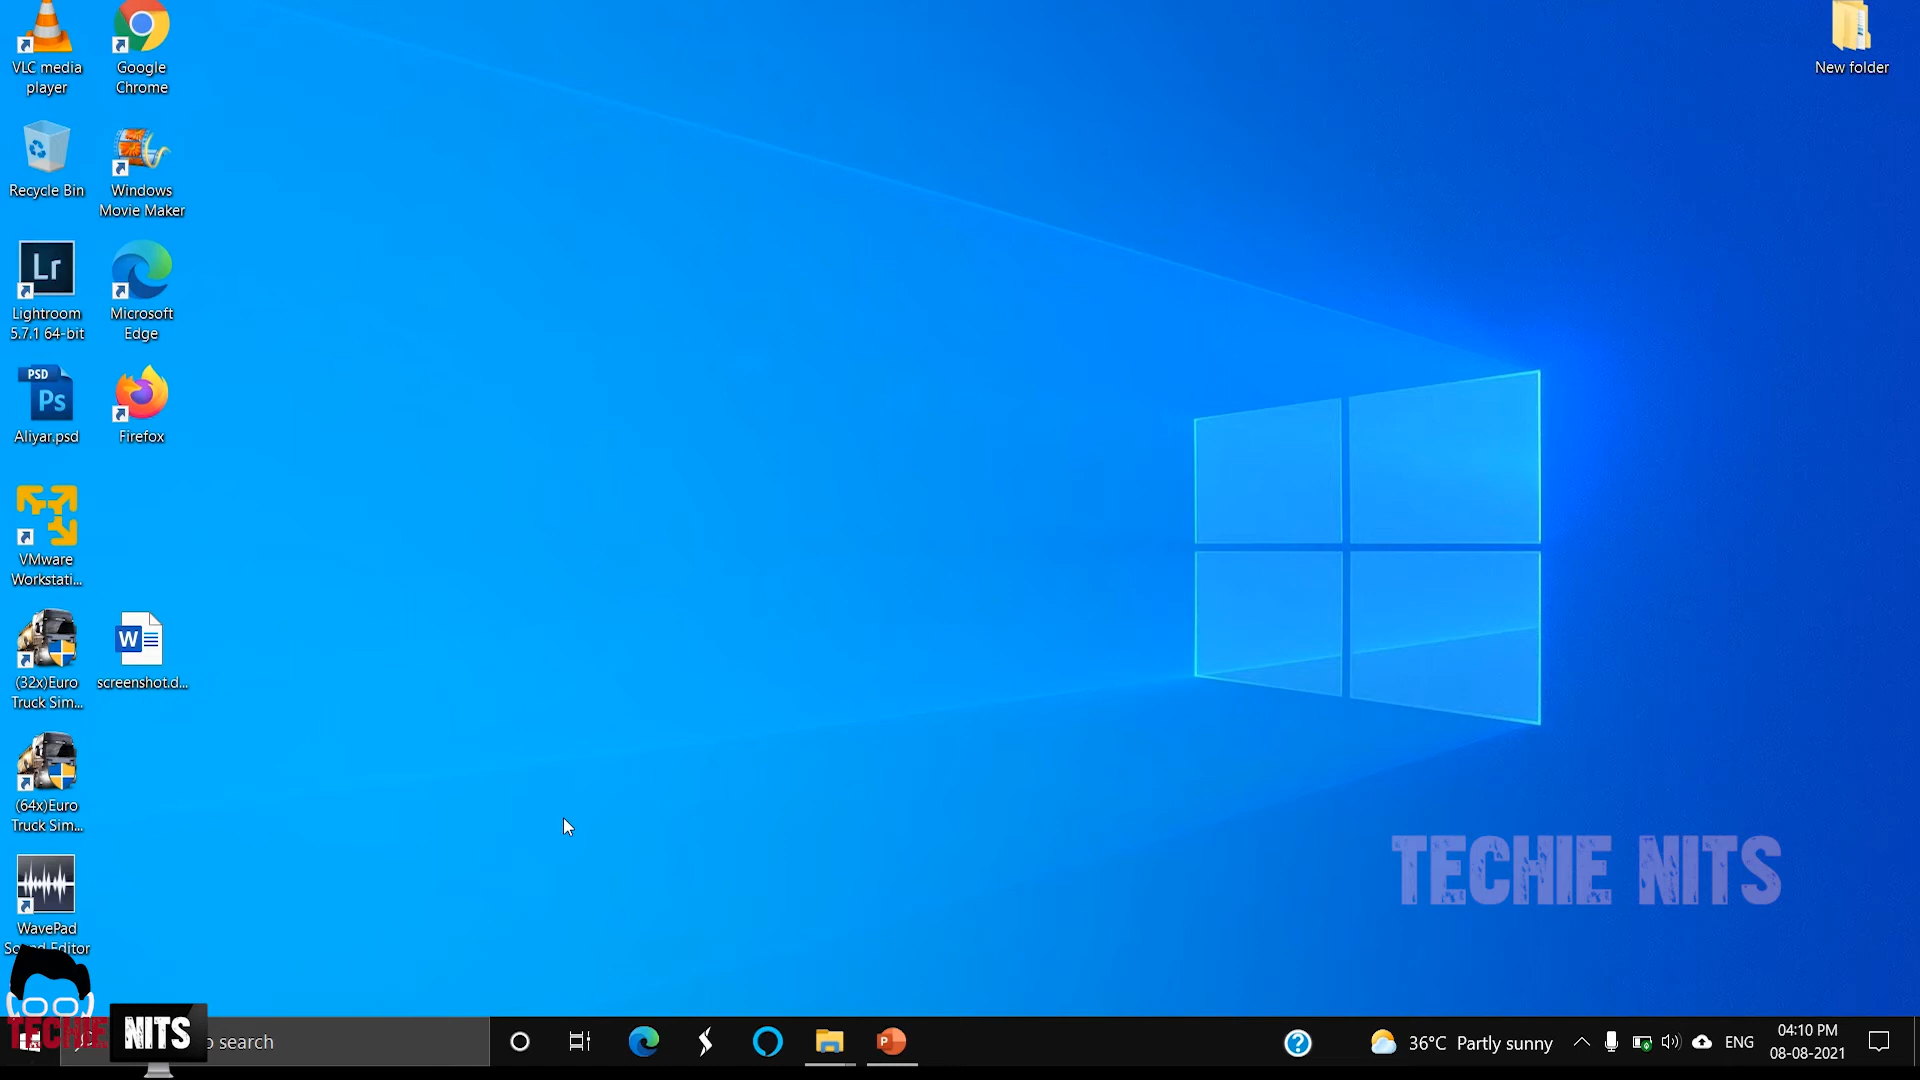 VLC media
player
Google
Chrome
New folder
Recycle Bin
Windows
Movie Maker
Lr
Lightroom
5.7.1 64-bit
Microsoft
Edge
PSD
Ps
Aliyar.psd
Firefox
VMware
Workstati...
(32x)Euro
Truck Sim...
W
screenshot.d...
(64x)Euro
Truck Sim...
WavePad
Sound Editor
TECHIE NITS
TECHIE NITS
o search
P
?
36°C Partly sunny
ENG
04:10 PM
08-08-2021